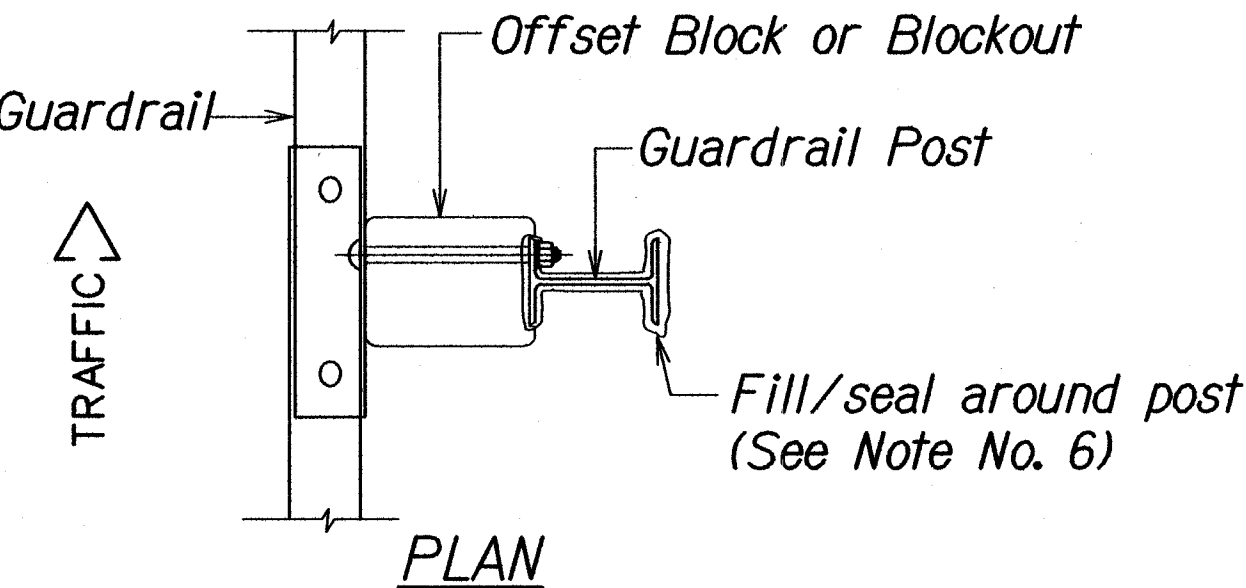 Offset Block or Blockout
Guardrail
Guardrail Post
TRAFFIC
Fill/seal around post
(See Note No. 6)
PLAN